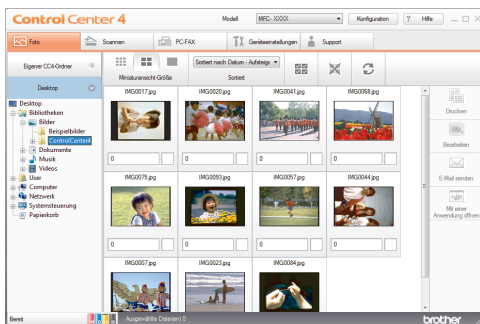 Control Center 4
Modell
MFC- XXXX
Konfiguration
?
Hilfe
Foto
Scannen
PC-FAX
Geräteeinstellungen
Support
Eigener CC4-Ordner
Desktop
Miniaturansicht-Größe
Sortiert nach Datum - Aufsteige
Sortiert
Desktop
Bibliotheken
Bilder
Beispielbilder
ControlCenter4
Dokumente
Musik
Videos
User
Computer
Netzwerk
Systemsteuerung
Papierkorb
IMG0017.jpg
IMG0020.jpg
IMG0041.jpg
IMG0068.jpg
0
0
0
0
IMG0075.jpg
IMG0093.jpg
IMG0057.jpg
IMG0044.jpg
0
0
0
0
IMG0007.jpg
IMG0023.jpg
IMG0084.jpg
Drucken
Bearbeiten
E-Mail senden
Mit einer
Anwendung öffnen
Bereit
Ausgewählte Datei(en) 0
brother